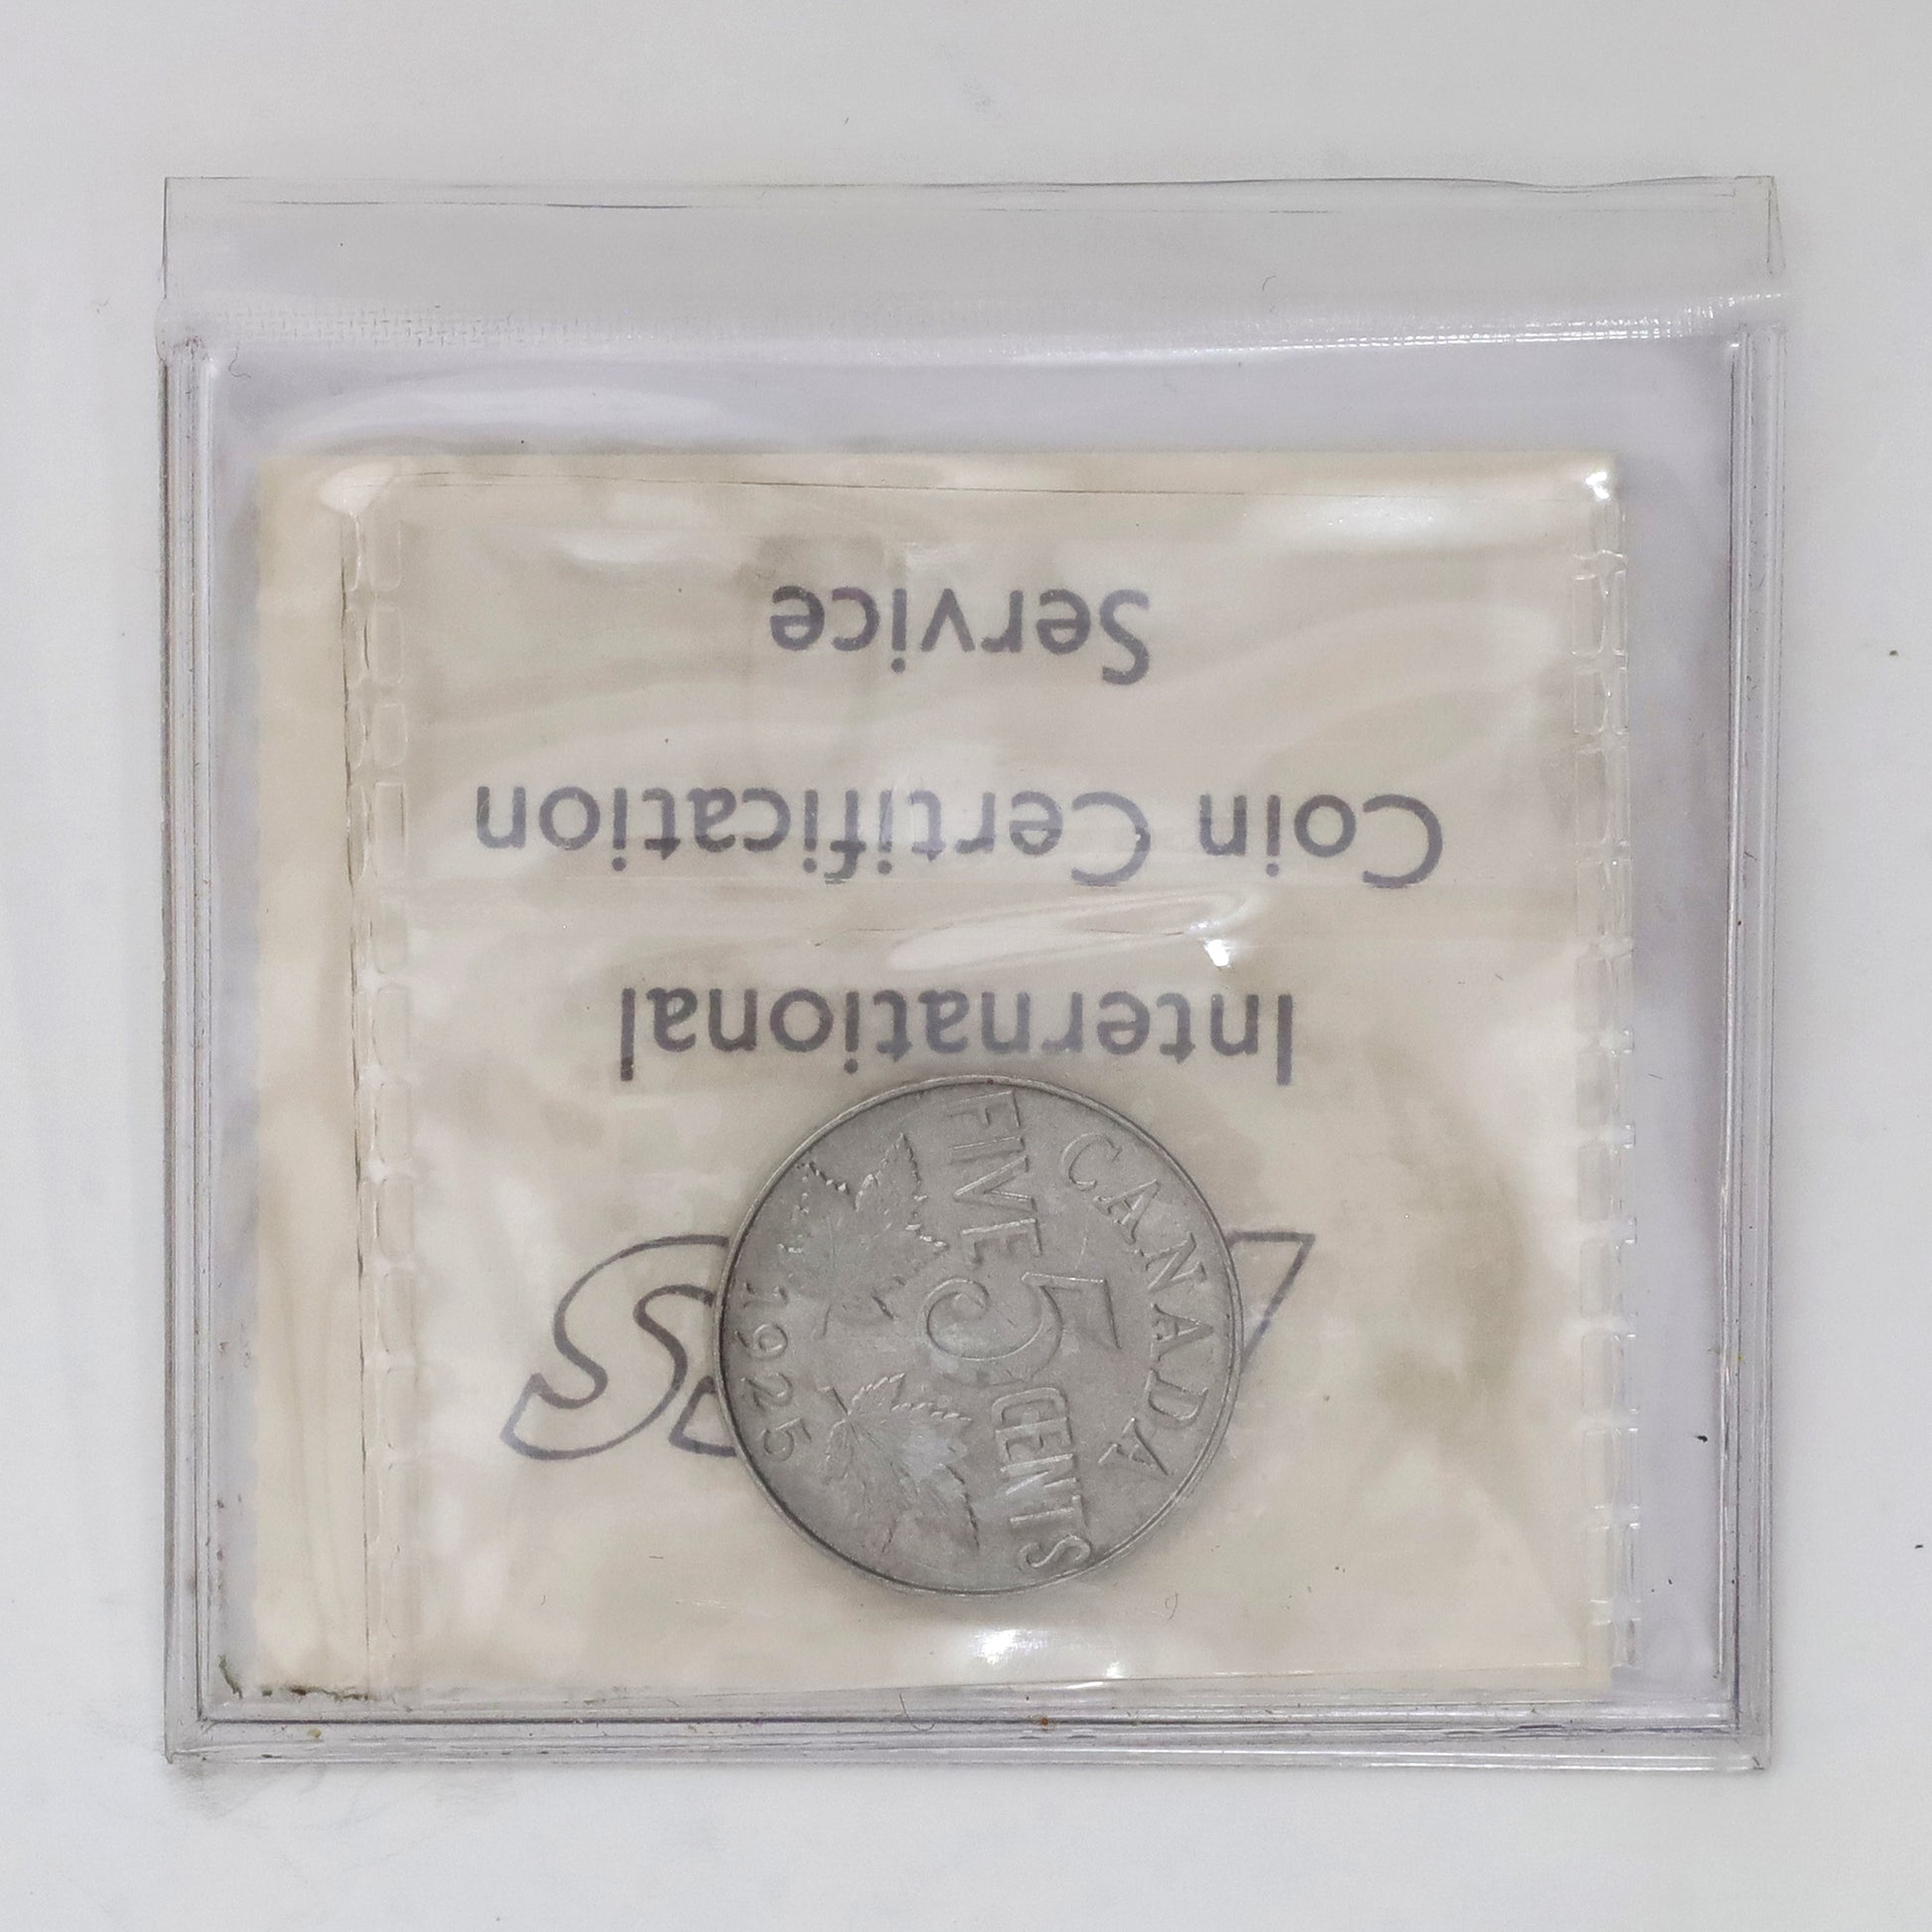 International
Coin Certification
Service
CANADA
FIVE 5 CENTS
1925